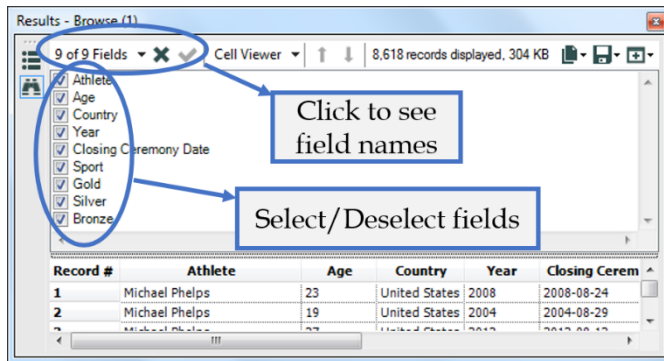 Results - Browse (1)
9 of 9 Fields Cell Viewer 8,618 records displayed, 304 KB
Athlete
Age
Country
Year
Closing Ceremony Date
Sport
Gold
Silver
Bronze
Click to see
field names
Select/Deselect fields
Record # Athlete Age Country Year Closing Cerem
1 Michael Phelps 23 United States 2008 2008-08-24
2 Michael Phelps 19 United States 2004 2004-08-29